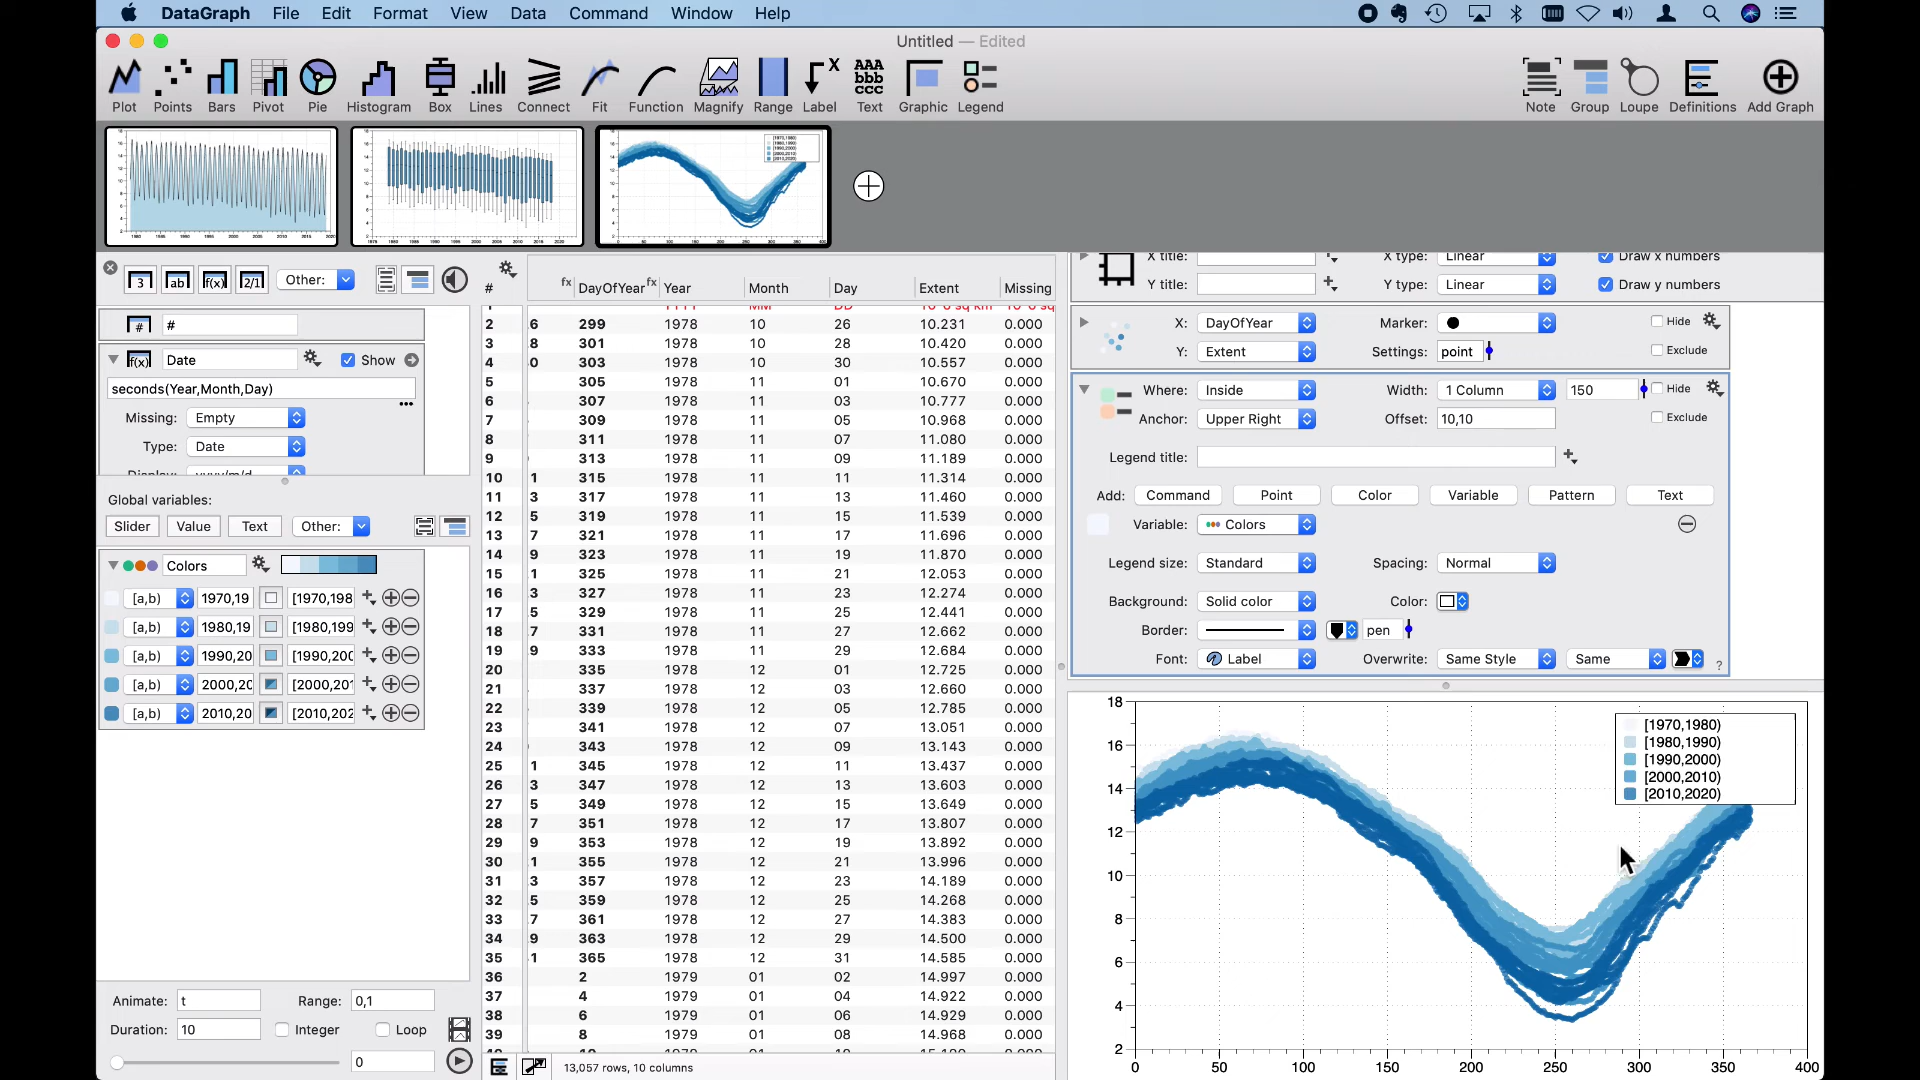 DataGraph File Edit Format View Data Command Window Help
Untitled — Edited
Plot Points Bars Pivot Pie Histogram Box Lines Connect Fit Function Magnify Range Label Text Graphic Legend Note Group Loupe Definitions Add Graph
Other:
# DayOfYear Year Month Day Extent Missing
X title: X type: Linear Draw x numbers
Y title: Y type: Linear Draw y numbers
#
Date Show
seconds(Year,Month,Day)
Missing: Empty
Type: Date
Global variables:
Slider Value Text Other:
Colors
[a,b) 1970,19 [1970,198
[a,b) 1980,19 [1980,199
[a,b) 1990,20 [1990,200
[a,b) 2000,20 [2000,201
[a,b) 2010,20 [2010,202
Animate: t Range: 0,1
Duration: 10 Integer Loop
0
2 6 299 1978 10 26 10.231 0.000
3 8 301 1978 10 28 10.420 0.000
4 0 303 1978 10 30 10.557 0.000
5 305 1978 11 01 10.670 0.000
6 307 1978 11 03 10.777 0.000
7 309 1978 11 05 10.968 0.000
8 311 1978 11 07 11.080 0.000
9 313 1978 11 09 11.189 0.000
10 1 315 1978 11 11 11.314 0.000
11 3 317 1978 11 13 11.460 0.000
12 5 319 1978 11 15 11.539 0.000
13 7 321 1978 11 17 11.696 0.000
14 9 323 1978 11 19 11.870 0.000
15 1 325 1978 11 21 12.053 0.000
16 3 327 1978 11 23 12.274 0.000
17 5 329 1978 11 25 12.441 0.000
18 7 331 1978 11 27 12.662 0.000
19 9 333 1978 11 29 12.684 0.000
20 335 1978 12 01 12.725 0.000
21 337 1978 12 03 12.660 0.000
22 339 1978 12 05 12.785 0.000
23 341 1978 12 07 13.051 0.000
24 343 1978 12 09 13.143 0.000
25 1 345 1978 12 11 13.437 0.000
26 3 347 1978 12 13 13.603 0.000
27 5 349 1978 12 15 13.649 0.000
28 7 351 1978 12 17 13.807 0.000
29 9 353 1978 12 19 13.892 0.000
30 1 355 1978 12 21 13.996 0.000
31 3 357 1978 12 23 14.189 0.000
32 5 359 1978 12 25 14.268 0.000
33 7 361 1978 12 27 14.383 0.000
34 9 363 1978 12 29 14.500 0.000
35 1 365 1978 12 31 14.585 0.000
36 2 1979 01 02 14.997 0.000
37 4 1979 01 04 14.922 0.000
38 6 1979 01 06 14.929 0.000
39 8 1979 01 08 14.968 0.000
13,057 rows, 10 columns
X: DayOfYear Marker: Hide
Y: Extent Settings: point Exclude
Where: Inside Width: 1 Column 150 Hide
Anchor: Upper Right Offset: 10,10 Exclude
Legend title:
Add: Command Point Color Variable Pattern Text
Variable: Colors
Legend size: Standard Spacing: Normal
Background: Solid color Color:
Border: pen
Font: Label Overwrite: Same Style Same ?
18
16
14
12
10
8
6
4
2
[1970,1980)
[1980,1990)
[1990,2000)
[2000,2010)
[2010,2020)
0 50 100 150 200 250 300 350 400